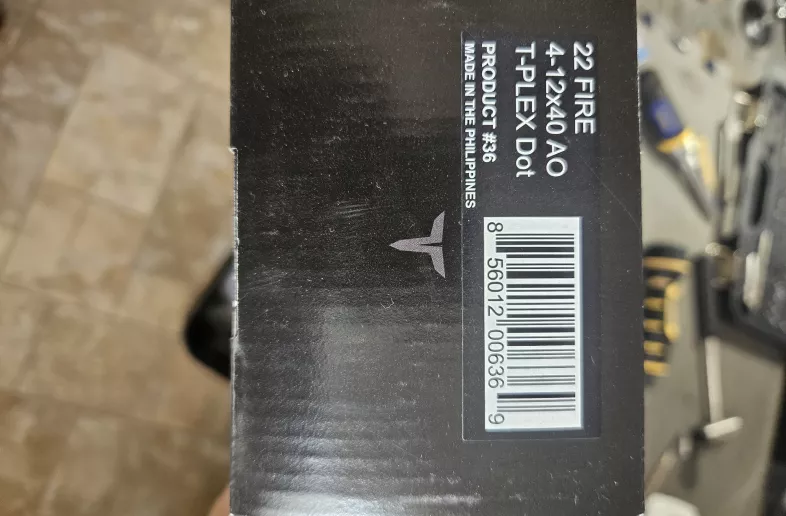 22 FIRE
4-12x40 AO
T-PLEX Dot
PRODUCT #36
MADE IN THE PHILIPPINES
8 56012 00636 9